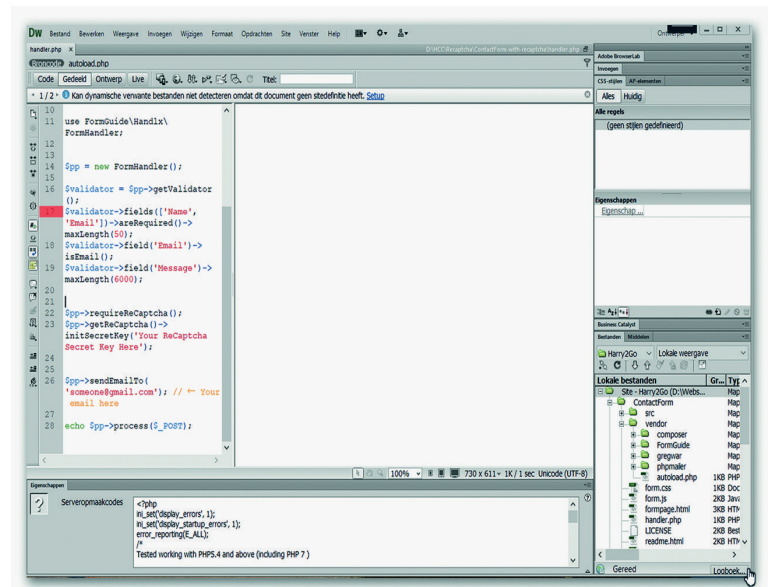 DW Bestand Bewerken Weergave Invoegen Wijzigen Formaat Opdrachten Site Venster Help
handler.php × D:\HCC\Recaptcha\ContactForm-with-recaptcha\handler.php
Broncode autoload.php
Code Gedeeld Ontwerp Live Titel:
1 / 2 Kan dynamische verwante bestanden niet detecteren omdat dit document geen sitedefinitie heeft. Setup
10
11 use FormGuide\Handlx\
FormHandler;
12
13
14 $pp = new FormHandler();
15
16 $validator = $pp->getValidator
();
17 $validator->fields(['Name',
'Email'])->areRequired()->
maxLength(50);
18 $validator->field('Email')->
isEmail();
19 $validator->field('Message')->
maxLength(6000);
20
21
22 $pp->requireReCaptcha();
23 $pp->getReCaptcha()->
initSecretKey('Your ReCaptcha
Secret Key Here');
24
25
26 $pp->sendEmailTo(
'someone@gmail.com'); // ← Your
email here
27
28 echo $pp->process($_POST);
100% 730 x 611 1K / 1 sec Unicode (UTF-8)
Eigenschappen
Serveropmaakcodes <?php
ini_set('display_errors', 1);
ini_set('display_startup_errors', 1);
error_reporting(E_ALL);
/*
Tested working with PHP5.4 and above (including PHP 7 )
Adobe BrowserLab
Invoegen
CSS-stijlen AP-elementen
Alles Huidig
Alle regels
(geen stijlen gedefinieerd)
Eigenschappen
Eigenschap ...
Business Catalyst
Bestanden Middelen
Harry2Go Lokale weergave
Lokale bestanden Gr... Typ
Site - Harry2Go (D:\Webs... Map
ContactForm Map
src Map
vendor Map
composer Map
FormGuide Map
gregwar Map
phpmailer Map
autoload.php 1KB PHP
form.css 1KB Doc
form.js 2KB Java
formpage.html 3KB HTM
handler.php 1KB PHP
LICENSE 2KB Best
readme.html 2KB HTM
Gereed Logboek...